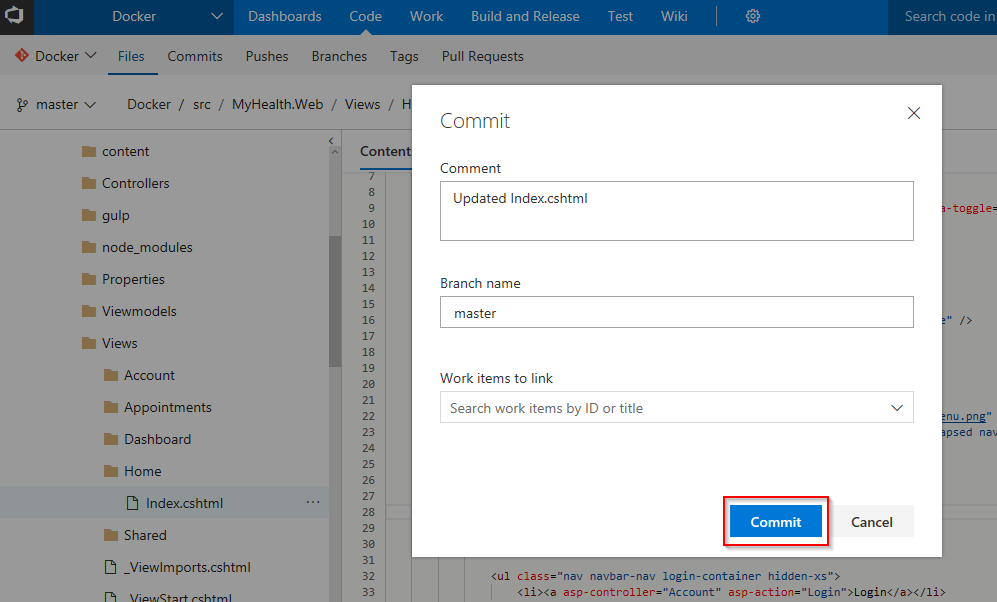 Docker Dashboards Code Work Build and Release Test Wiki Search code in
Docker Files Commits Pushes Branches Tags Pull Requests
master Docker / src / MyHealth.Web / Views / H
content
Controllers
gulp
node_modules
Properties
Viewmodels
Views
Account
Appointments
Dashboard
Home
Index.cshtml ...
Shared
_ViewImports.cshtml
_ViewStart.cshtml
Content
7
8
9 a-toggle=
10
11
12
13
14
15
16 e" />
17
18
19
20
21
22 enu.png"
23 apsed nav
24
25
26
27
28
29
30
31
32 <ul class="nav navbar-nav login-container hidden-xs">
33 <li><a asp-controller="Account" asp-action="Login">Login</a></li>
Commit
Comment
Updated Index.cshtml
Branch name
master
Work items to link
Search work items by ID or title
Commit Cancel